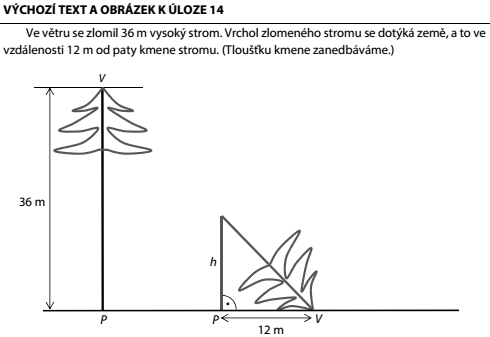 VÝCHOZÍ TEXT A OBRÁZEK K ÚLOZE 14
Ve větru se zlomil 36 m vysoký strom. Vrchol zlomeného stromu se dotýká země, a to ve
vzdálenosti 12 m od paty kmene stromu. (Tloušťku kmene zanedbáváme.)
V
36 m
h
P
P
V
12 m